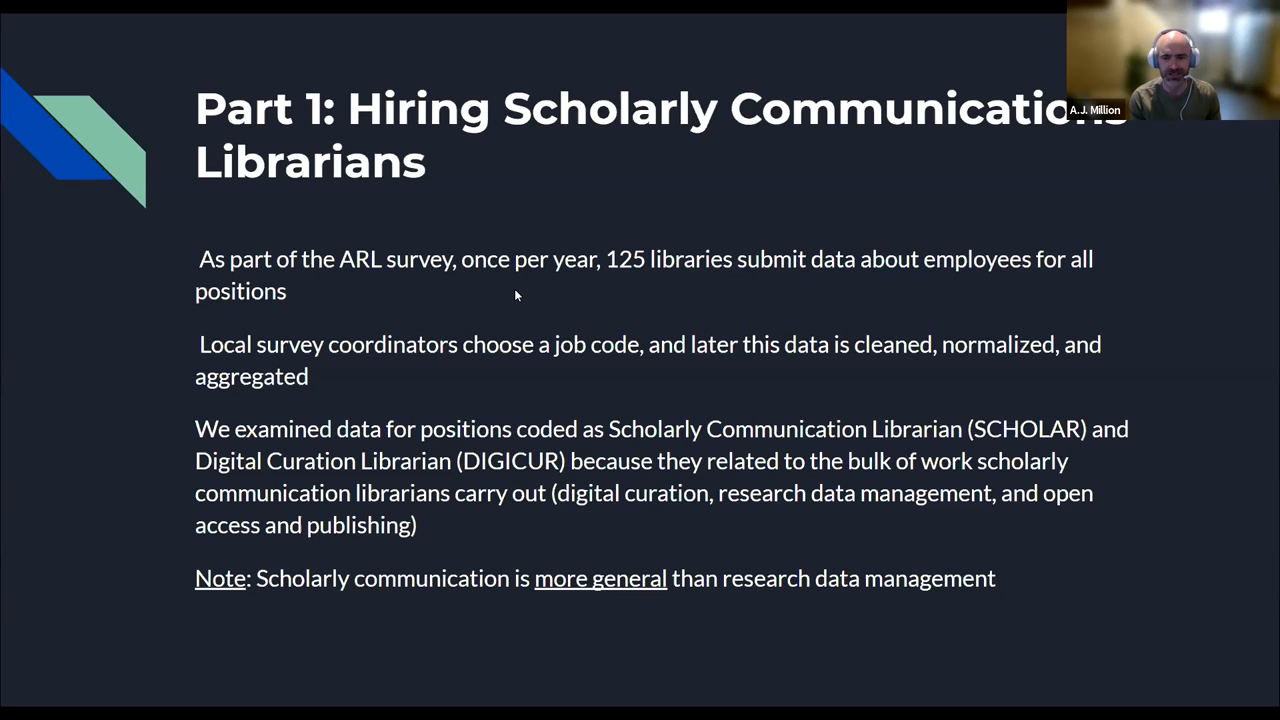 Part 1: Hiring Scholarly Communications
Librarians
A.J. Million
As part of the ARL survey, once per year, 125 libraries submit data about employees for all
positions
Local survey coordinators choose a job code, and later this data is cleaned, normalized, and
aggregated
We examined data for positions coded as Scholarly Communication Librarian (SCHOLAR) and
Digital Curation Librarian (DIGICUR) because they related to the bulk of work scholarly
communication librarians carry out (digital curation, research data management, and open
access and publishing)
Note: Scholarly communication is more general than research data management